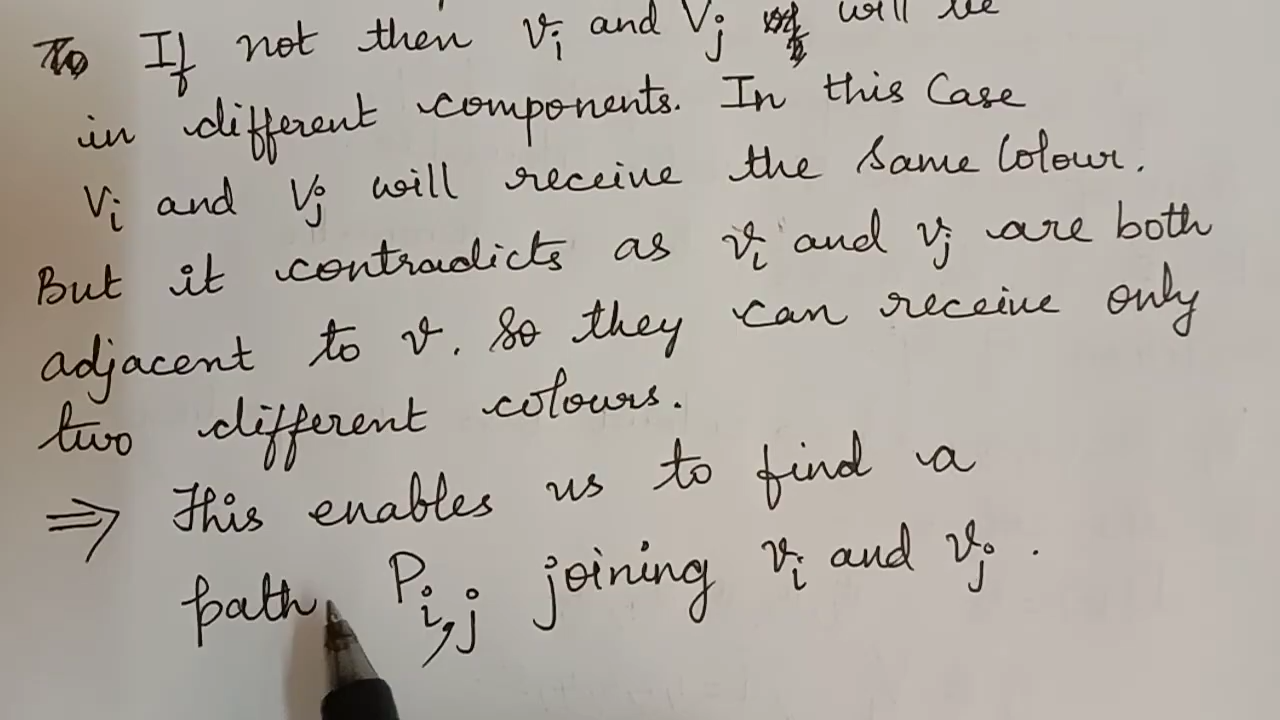 If not then vi and Vj will be
in different components. In this Case
Vi and Vj will receive the same Colour.
But it contradicts as vi and vj are both
adjacent to v. So they can receive only
two different colours.
⇒ This enables us to find a
path Pi,j joining vi and vj.